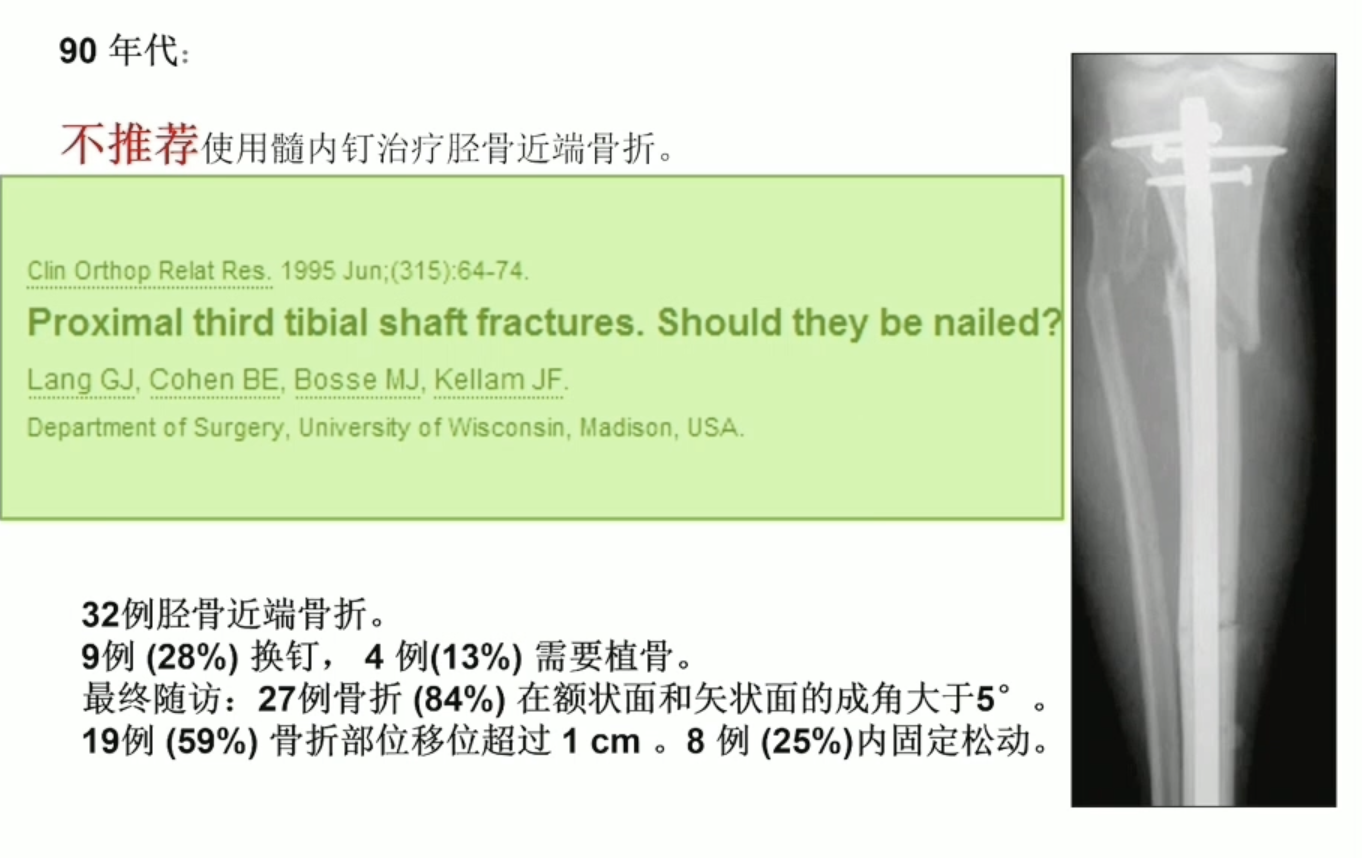 90 年代:
不推荐使用髓内钉治疗胫骨近端骨折。
Clin Orthop Relat Res. 1995 Jun;(315):64-74.
Proximal third tibial shaft fractures. Should they be nailed?
Lang GJ, Cohen BE, Bosse MJ, Kellam JF.
Department of Surgery, University of Wisconsin, Madison, USA.
32例胫骨近端骨折。
9例 (28%) 换钉， 4 例(13%) 需要植骨。
最终随访：27例骨折 (84%) 在额状面和矢状面的成角大于5° 。
19例 (59%) 骨折部位移位超过 1 cm 。8 例 (25%)内固定松动。